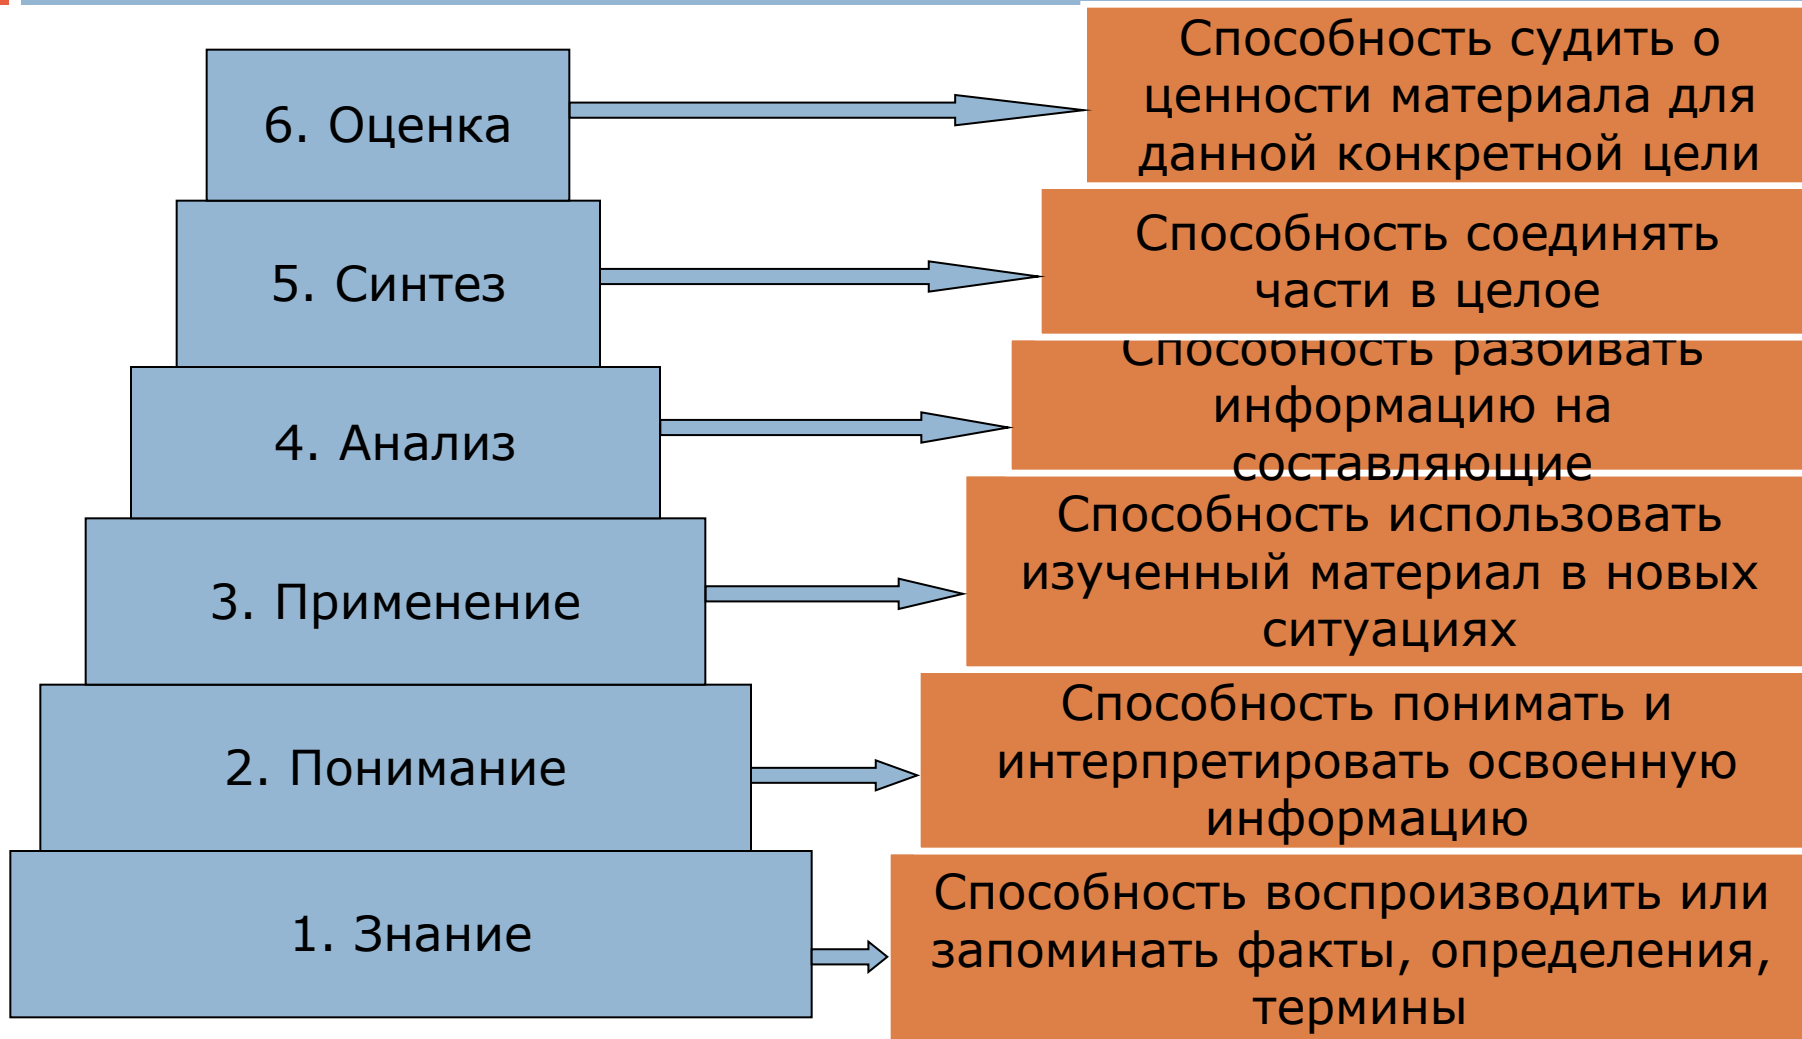 6. Оценка
Способность судить о
ценности материала для
данной конкретной цели
5. Синтез
Способность соединять
части в целое
4. Анализ
Способность разбивать
информацию на
составляющие
3. Применение
Способность использовать
изученный материал в новых
ситуациях
2. Понимание
Способность понимать и
интерпретировать освоенную
информацию
1. Знание
Способность воспроизводить или
запоминать факты, определения,
термины